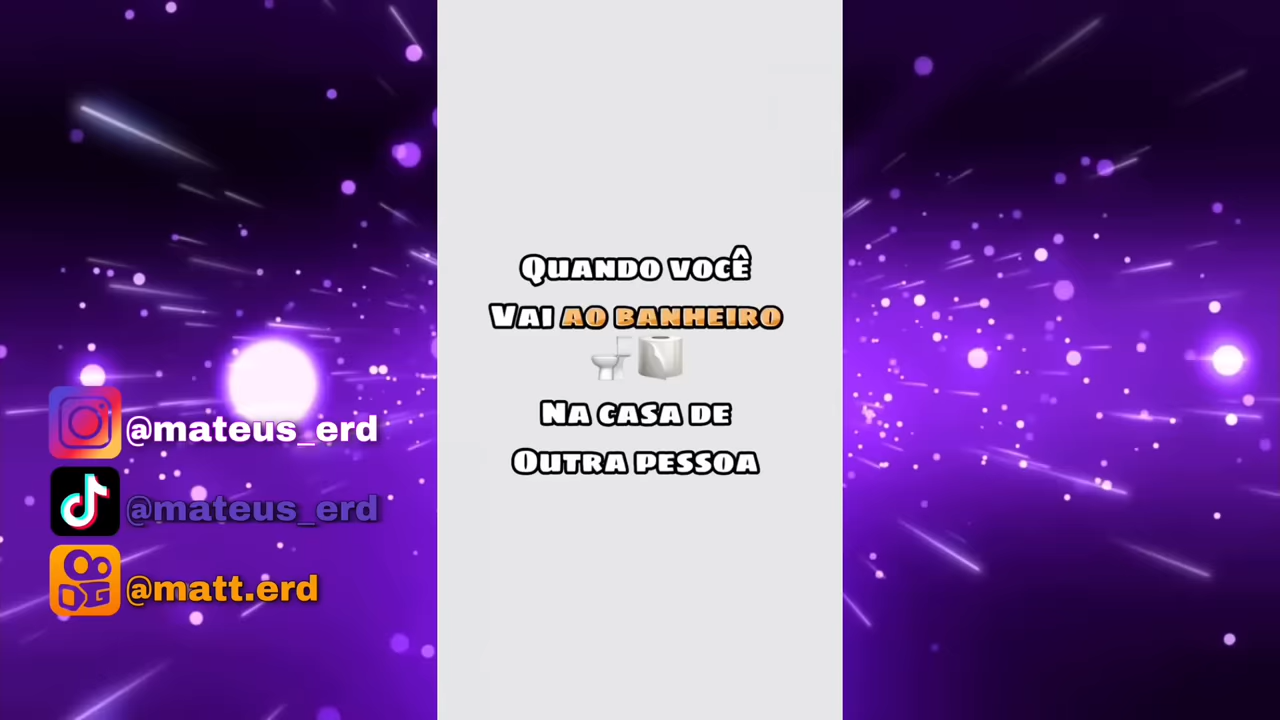 Quando você
Vai ao banheiro
Na casa de
Outra pessoa
@mateus_erd
@mateus_erd
@matt.erd